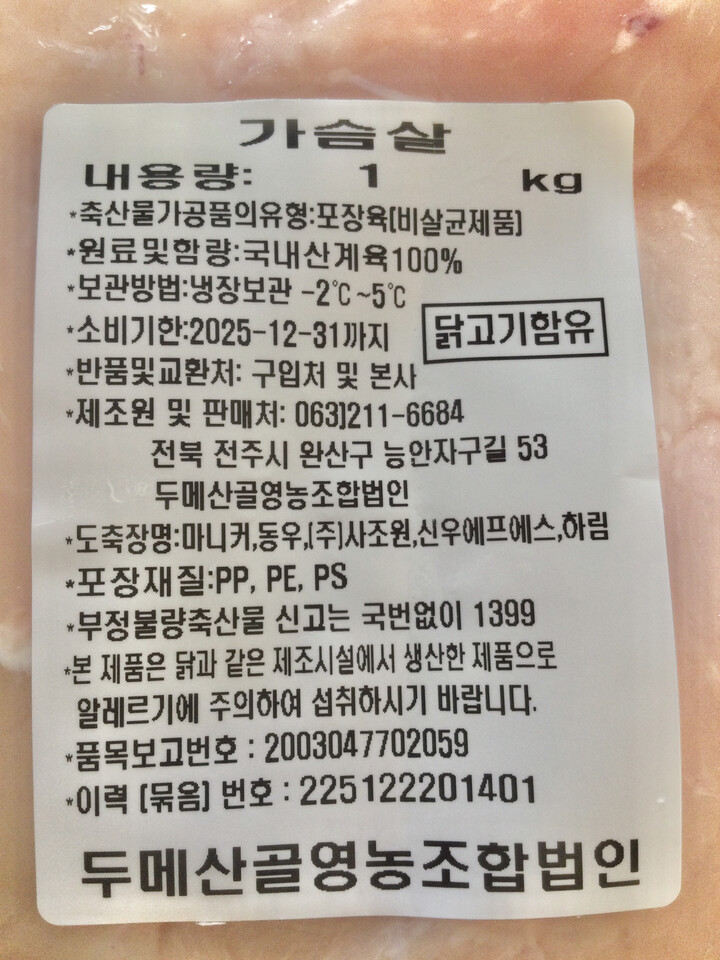 가슴살
내용량: 1 kg
*축산물가공품의유형:포장육(비살균제품)
*원료및함량:국내산계육100%
*보관방법:냉장보관 -2℃~5℃
*소비기한:2025-12-31까지
닭고기함유
*반품및교환처: 구입처 및 본사
*제조원 및 판매처: 063)211-6684
전북 전주시 완산구 능안자구길 53
두메산골영농조합법인
*도축장명:마니커,동우,(주)사조원,신우에프에스,하림
*포장재질:PP, PE, PS
*부정불량축산물 신고는 국번없이 1399
*본 제품은 닭과 같은 제조시설에서 생산한 제품으로
알레르기에 주의하여 섭취하시기 바랍니다.
*품목보고번호 : 2003047702059
*이력 (묶음) 번호 : 225122201401
두메산골영농조합법인